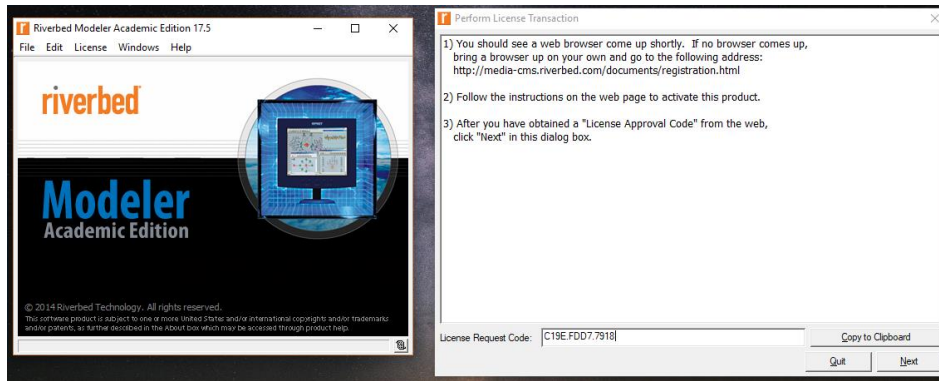 Riverbed Modeler Academic Edition 17.5
File Edit License Windows Help
riverbed
Modeler
Academic Edition
© 2014 Riverbed Technology. All rights reserved.
This software product is subject to one or more United States and/or international copyrights and/or trademarks
and/or patents, as further described in the About box which may be accessed through product help.
Perform License Transaction
1) You should see a web browser come up shortly. If no browser comes up,
bring a browser up on your own and go to the following address:
http://media-cms.riverbed.com/documents/registration.html
2) Follow the instructions on the web page to activate this product.
3) After you have obtained a "License Approval Code" from the web,
click "Next" in this dialog box.
License Request Code: C19E.FDD7.7918 Copy to Clipboard
Quit Next